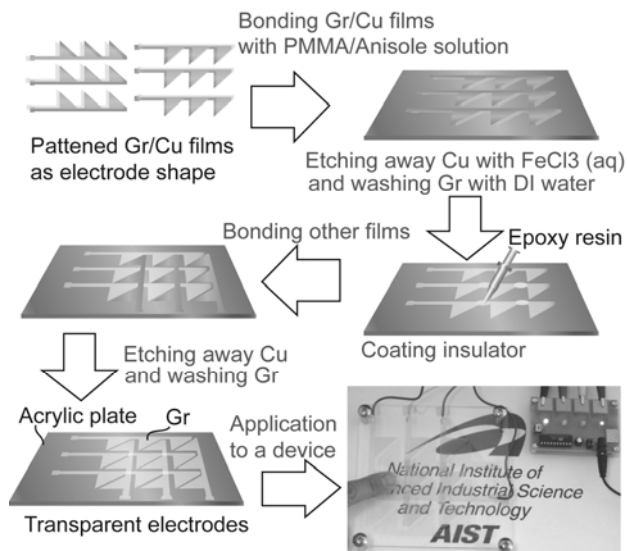 Bonding Gr/Cu films
with PMMA/Anisole solution
Pattened Gr/Cu films
as electrode shape
Etching away Cu with FeCl3 (aq)
and washing Gr with DI water
Bonding other films
Epoxy resin
Coating insulator
Etching away Cu
and washing Gr
Acrylic plate
Gr
Application
to a device
Transparent electrodes
National Institute of
nced Industrial Science
and Technology
AIST